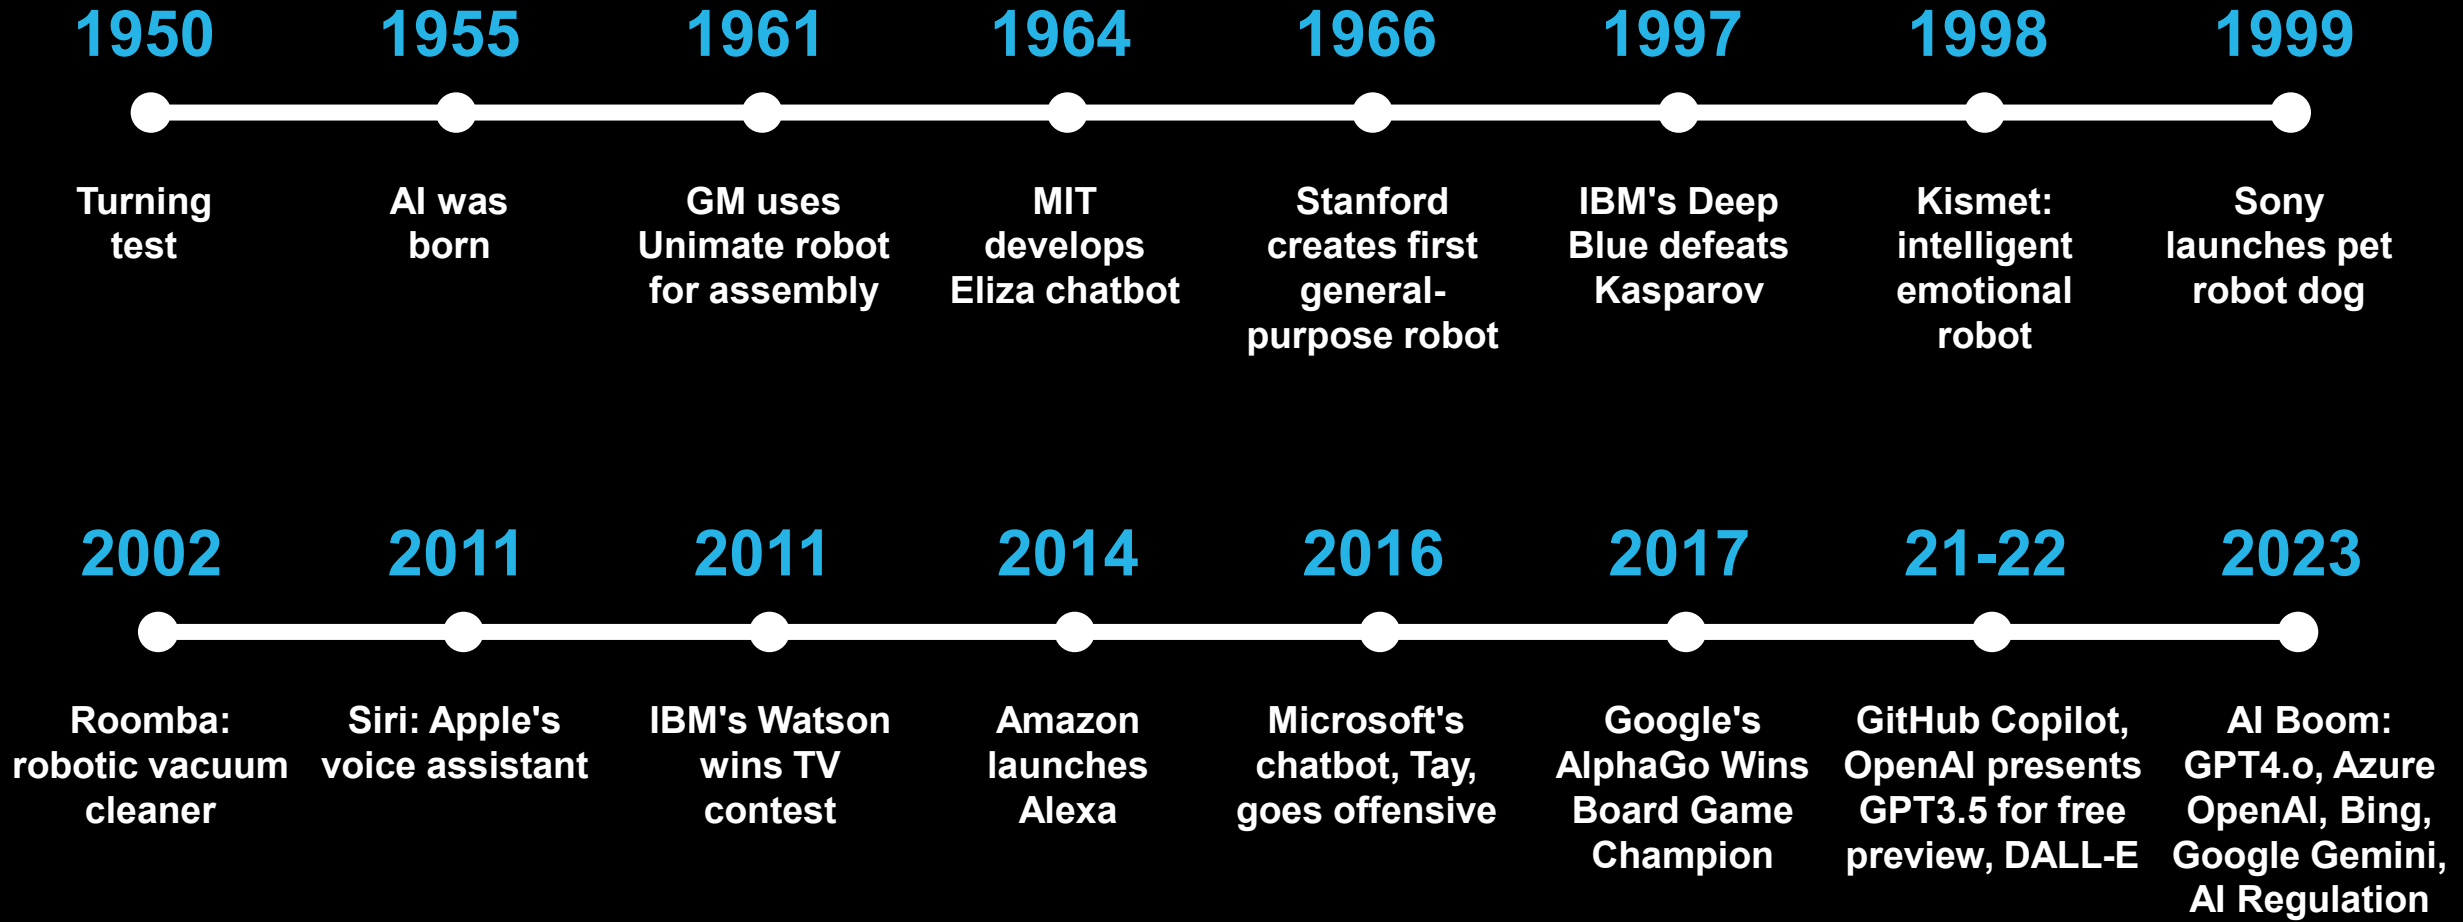 1950
1955
1961
1964
1966
1997
1998
1999
Turning
test
AI was
born
GM uses
Unimate robot
for assembly
MIT
develops
Eliza chatbot
Stanford
creates first
general-
purpose robot
IBM's Deep
Blue defeats
Kasparov
Kismet:
intelligent
emotional
robot
Sony
launches pet
robot dog
2002
2011
2011
2014
2016
2017
21-22
2023
Roomba:
robotic vacuum
cleaner
Siri: Apple's
voice assistant
IBM's Watson
wins TV
contest
Amazon
launches
Alexa
Microsoft's
chatbot, Tay,
goes offensive
Google's
AlphaGo Wins
Board Game
Champion
GitHub Copilot,
OpenAI presents
GPT3.5 for free
preview, DALL-E
AI Boom:
GPT4.o, Azure
OpenAI, Bing,
Google Gemini,
AI Regulation